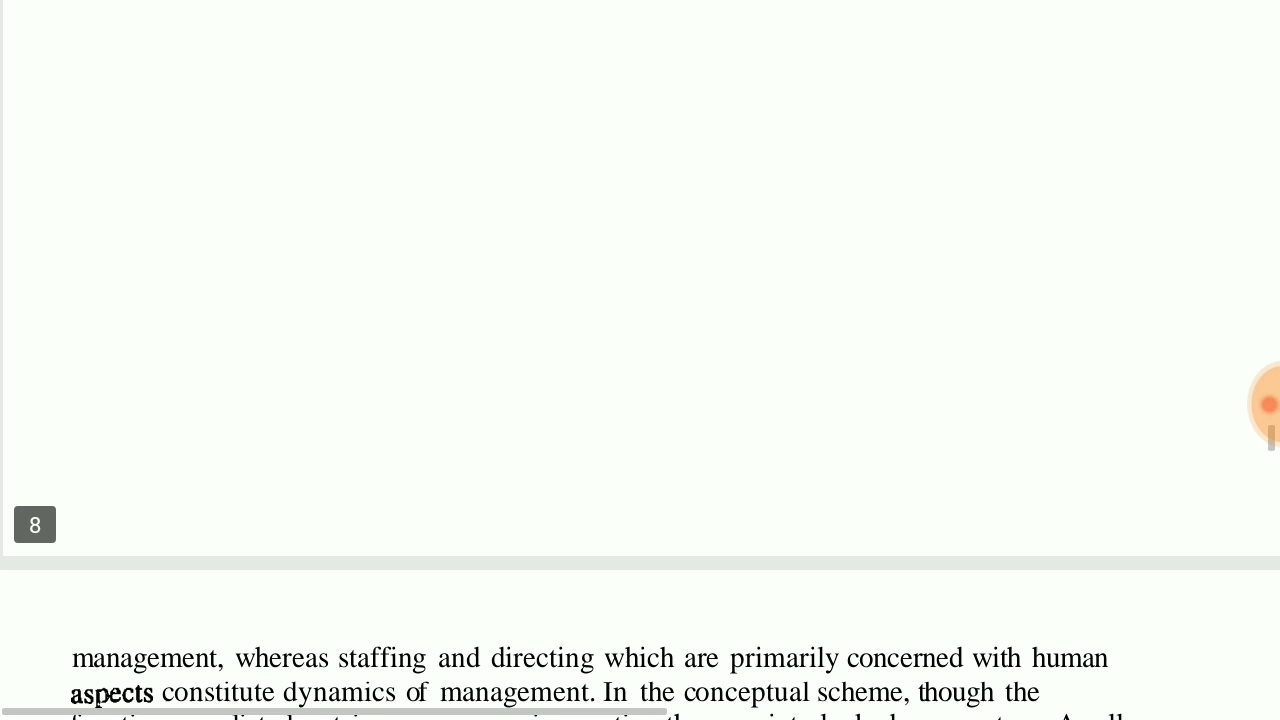 8
management, whereas staffing and directing which are primarily concerned with human
aspects constitute dynamics of management. In the conceptual scheme, though the